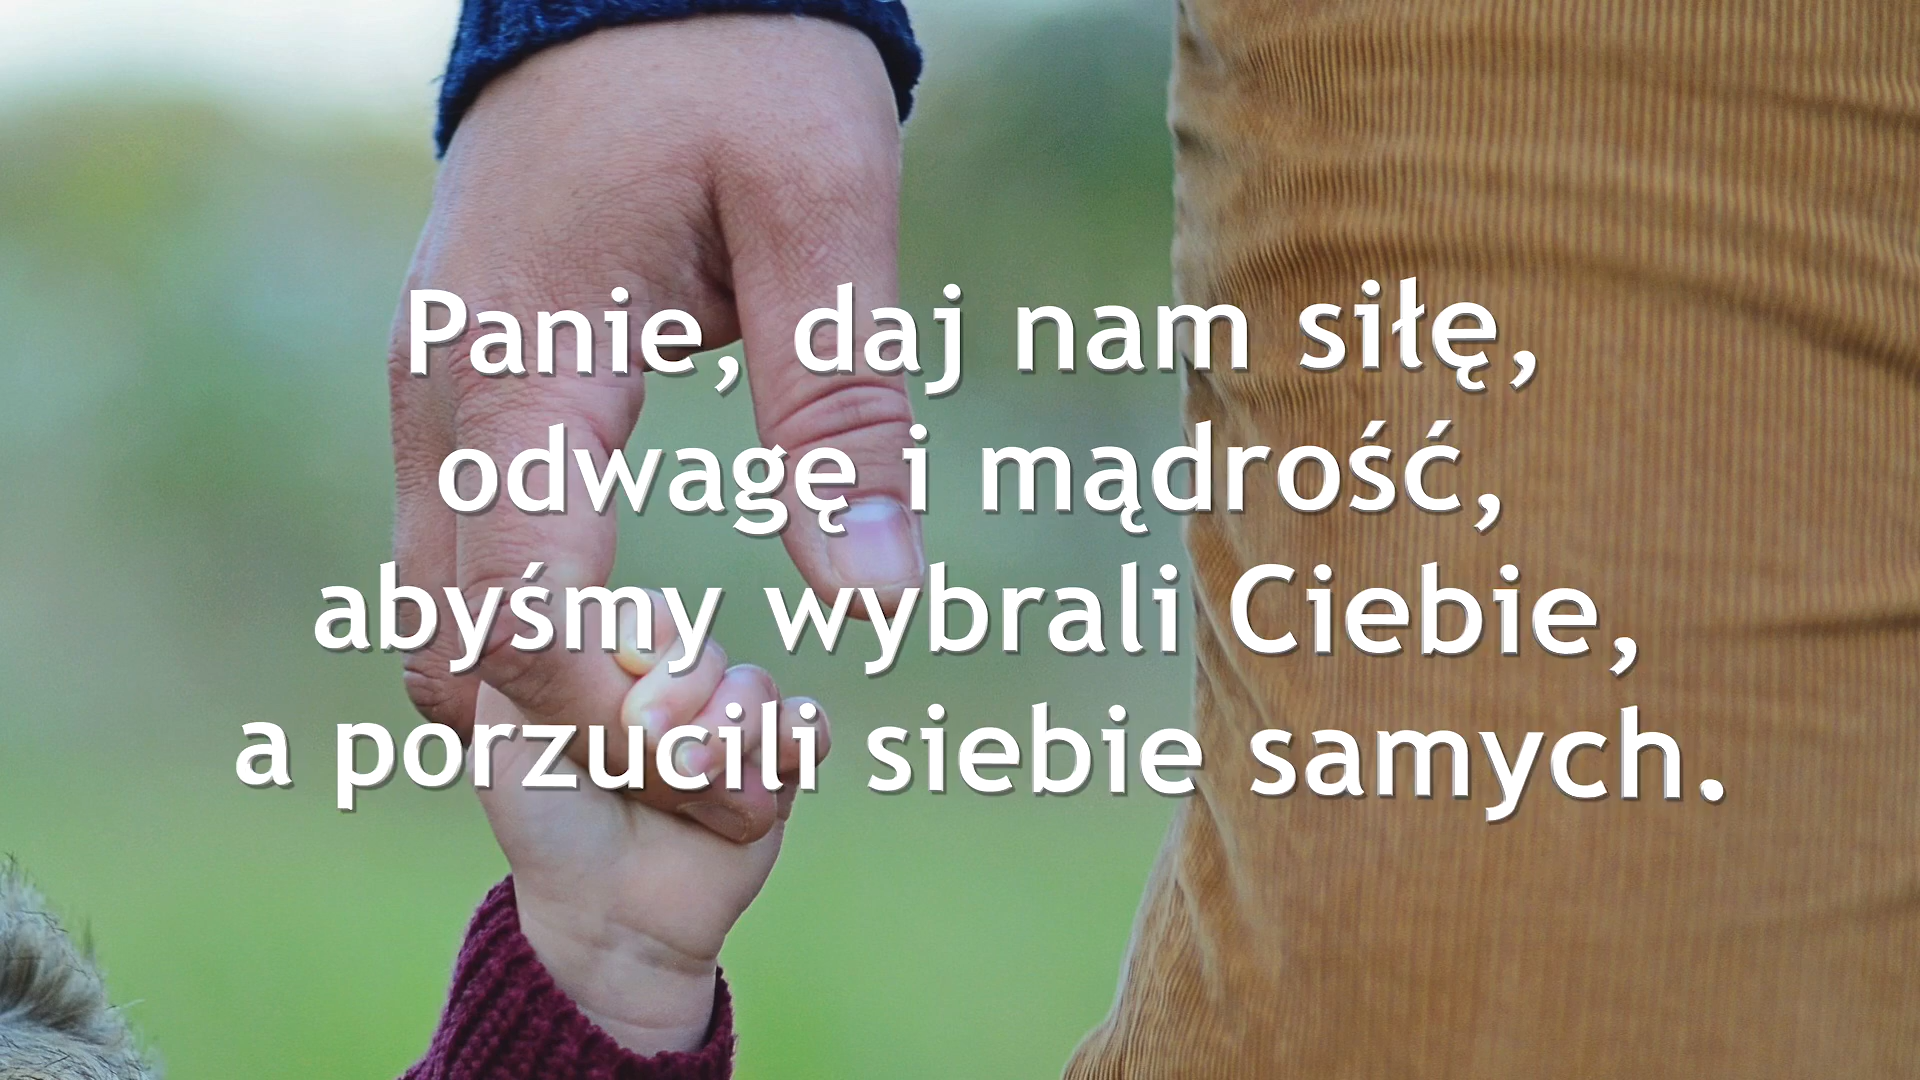 Panie, daj nam siłę,
odwagę i mądrość,
abyśmy wybrali Ciebie,
a porzucili siebie samych.